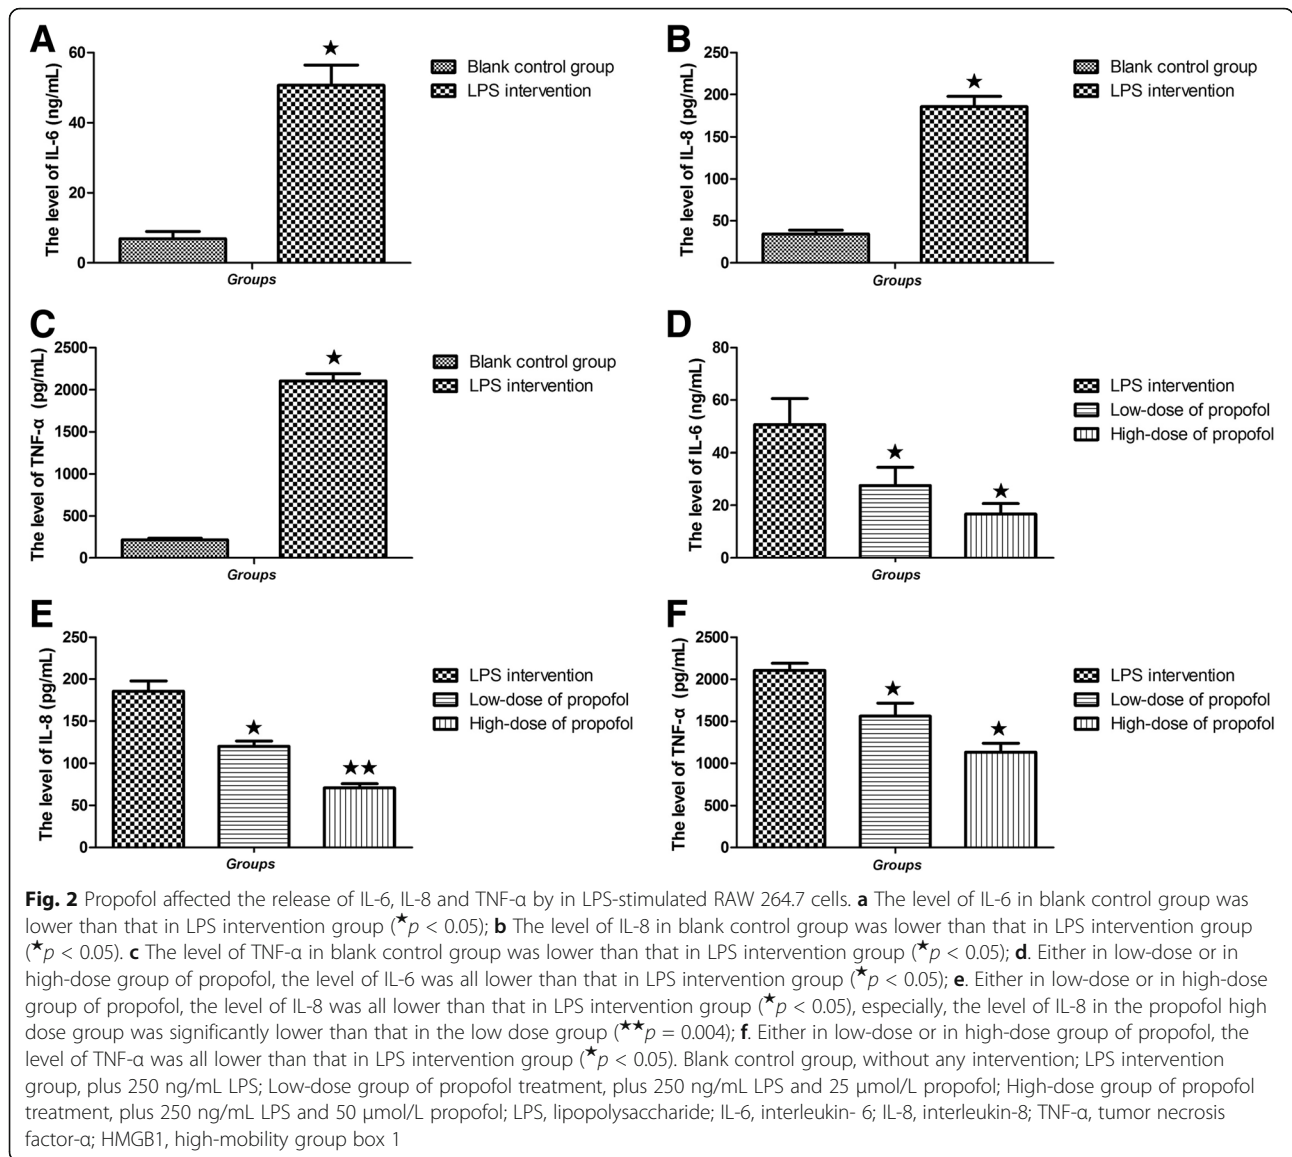 A
The level of IL-6 (ng/mL)
60
40
20
0
★
Groups
Blank control group
LPS intervention
B
The level of IL-8 (pg/mL)
250
200
150
100
50
0
★
Groups
Blank control group
LPS intervention
C
The level of TNF-α (pg/mL)
2500
2000
1500
1000
500
0
★
Groups
Blank control group
LPS intervention
D
The level of IL-6 (ng/mL)
80
60
40
20
0
★
★
Groups
LPS intervention
Low-dose of propofol
High-dose of propofol
E
The level of IL-8 (pg/mL)
250
200
150
100
50
0
★
★★
Groups
LPS intervention
Low-dose of propofol
High-dose of propofol
F
The level of TNF-α (pg/mL)
2500
2000
1500
1000
500
0
★
★
Groups
LPS intervention
Low-dose of propofol
High-dose of propofol
Fig. 2 Propofol affected the release of IL-6, IL-8 and TNF-α by in LPS-stimulated RAW 264.7 cells. a The level of IL-6 in blank control group was
lower than that in LPS intervention group (★p < 0.05); b The level of IL-8 in blank control group was lower than that in LPS intervention group
(★p < 0.05). c The level of TNF-α in blank control group was lower than that in LPS intervention group (★p < 0.05); d. Either in low-dose or in
high-dose group of propofol, the level of IL-6 was all lower than that in LPS intervention group (★p < 0.05); e. Either in low-dose or in high-dose
group of propofol, the level of IL-8 was all lower than that in LPS intervention group (★p < 0.05), especially, the level of IL-8 in the propofol high
dose group was significantly lower than that in the low dose group (★★p = 0.004); f. Either in low-dose or in high-dose group of propofol, the
level of TNF-α was all lower than that in LPS intervention group (★p < 0.05). Blank control group, without any intervention; LPS intervention
group, plus 250 ng/mL LPS; Low-dose group of propofol treatment, plus 250 ng/mL LPS and 25 μmol/L propofol; High-dose group of propofol
treatment, plus 250 ng/mL LPS and 50 μmol/L propofol; LPS, lipopolysaccharide; IL-6, interleukin- 6; IL-8, interleukin-8; TNF-α, tumor necrosis
factor-α; HMGB1, high-mobility group box 1